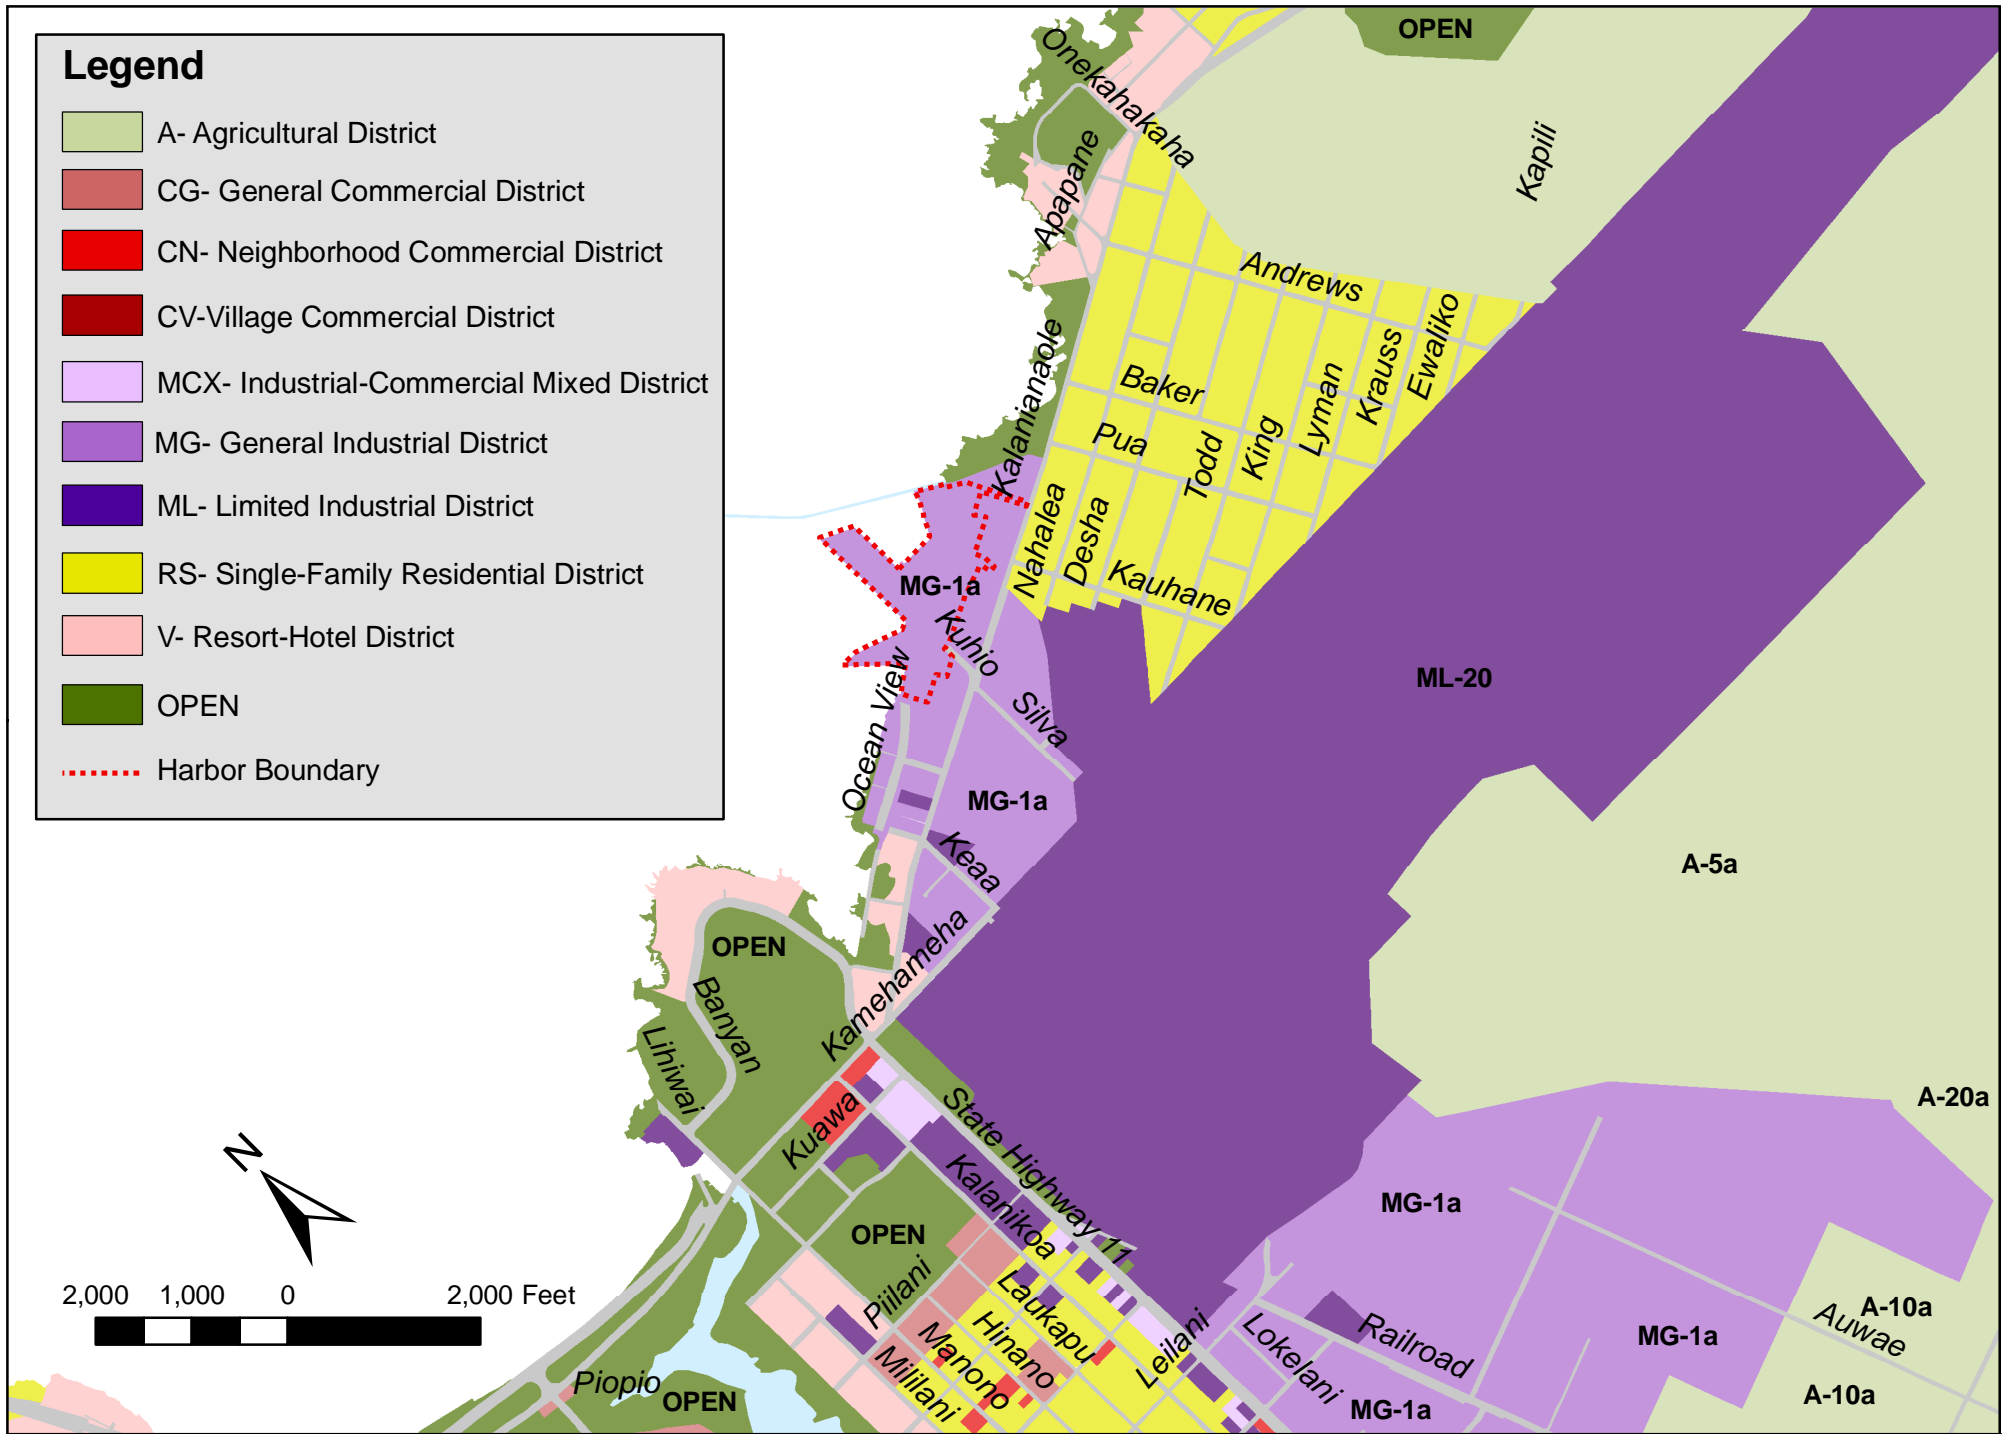 Legend
A- Agricultural District
CG- General Commercial District
CN- Neighborhood Commercial District
CV-Village Commercial District
MCX- Industrial-Commercial Mixed District
MG- General Industrial District
ML- Limited Industrial District
RS- Single-Family Residential District
V- Resort-Hotel District
OPEN
Harbor Boundary
OPEN
Onekahakaha
Kapili
Apapane
Andrews
Ewaliko
Kalanianaole
Krauss
Baker
Lyman
Pua
King
Todd
Nahalea
Desha
MG-1a
Kauhane
Kuhio
ML-20
Silva
Ocean View
MG-1a
Keaa
A-5a
Kamehameha
OPEN
Banyan
Lihiwai
A-20a
Kuawa
State Highway 11
Kalanikoa
MG-1a
OPEN
Piilani
Laukapu
Hinano
Manono
Mililani
Leilani
Lokelani
Railroad
MG-1a
A-10a
Auwae
A-10a
MG-1a
Piopio
OPEN
N
2,000 1,000 0 2,000 Feet